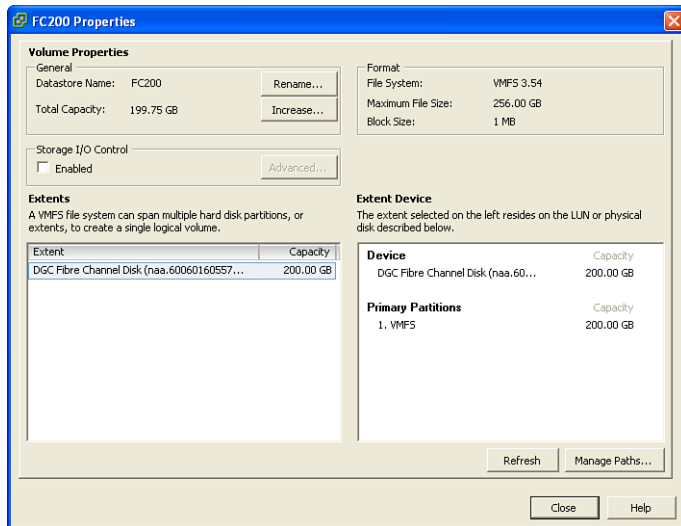 FC200 Properties
Volume Properties
General
Datastore Name: FC200
Rename...
Total Capacity: 199.75 GB
Increase...
Format
File System: VMFS 3.54
Maximum File Size: 256.00 GB
Block Size: 1 MB
Storage I/O Control
Enabled
Advanced...
Extents
A VMFS file system can span multiple hard disk partitions, or
extents, to create a single logical volume.
Extent Capacity
DGC Fibre Channel Disk (naa.60060160557... 200.00 GB
Extent Device
The extent selected on the left resides on the LUN or physical
disk described below.
Device Capacity
DGC Fibre Channel Disk (naa.60... 200.00 GB
Primary Partitions Capacity
1. VMFS 200.00 GB
Refresh
Manage Paths...
Close
Help